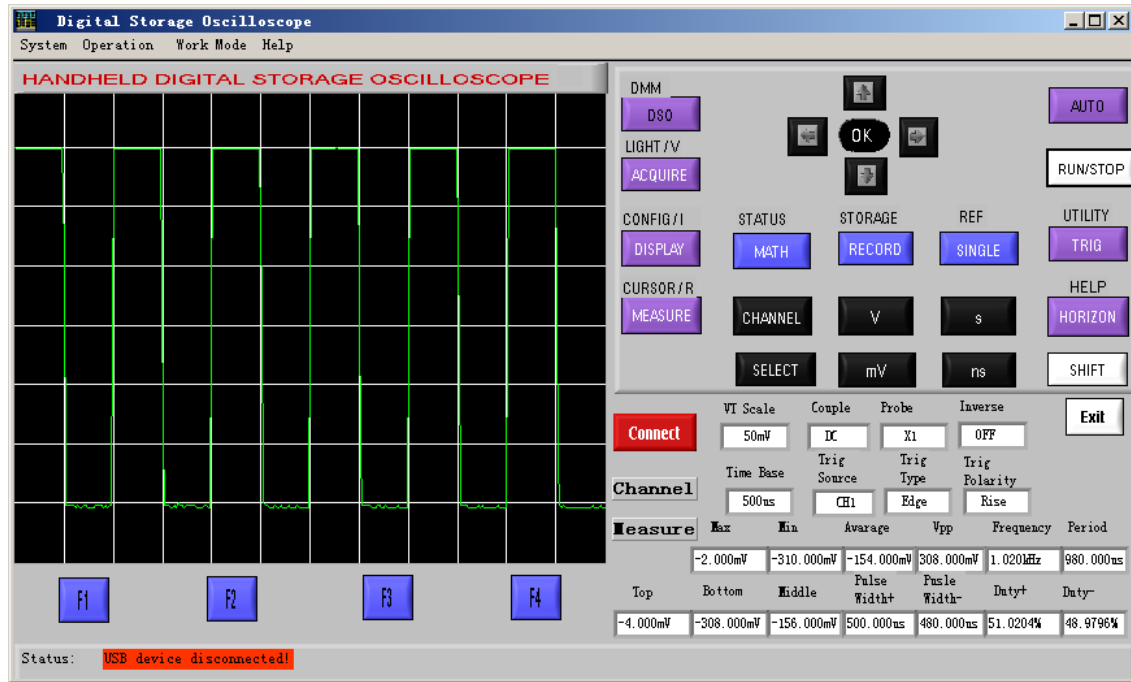 Digital Storage Oscilloscope
System Operation Work Mode Help
HANDHELD DIGITAL STORAGE OSCILLOSCOPE
DMM
DSO
OK
AUTO
LIGHT/V
ACQUIRE
RUN/STOP
CONFIG/I
STATUS
STORAGE
REF
UTILITY
DISPLAY
MATH
RECORD
SINGLE
TRIG
CURSOR/R
HELP
MEASURE
CHANNEL
V
s
HORIZON
SELECT
mV
ns
SHIFT
Connect
VT Scale Couple Probe Inverse
50mV DC X1 OFF
Exit
Channel
Time Base Trig Source Trig Type Trig Polarity
500us CH1 Edge Rise
Measure Max Min Avarage Vpp Frequency Period
-2.000mV -310.000mV -154.000mV 308.000mV 1.020kHz 980.000us
Top Bottom Middle Pulse Width+ Pusle Width- Duty+ Duty-
-4.000mV -308.000mV -156.000mV 500.000us 480.000us 51.0204% 48.9796%
F1 F2 F3 F4
Status: USB device disconnected!